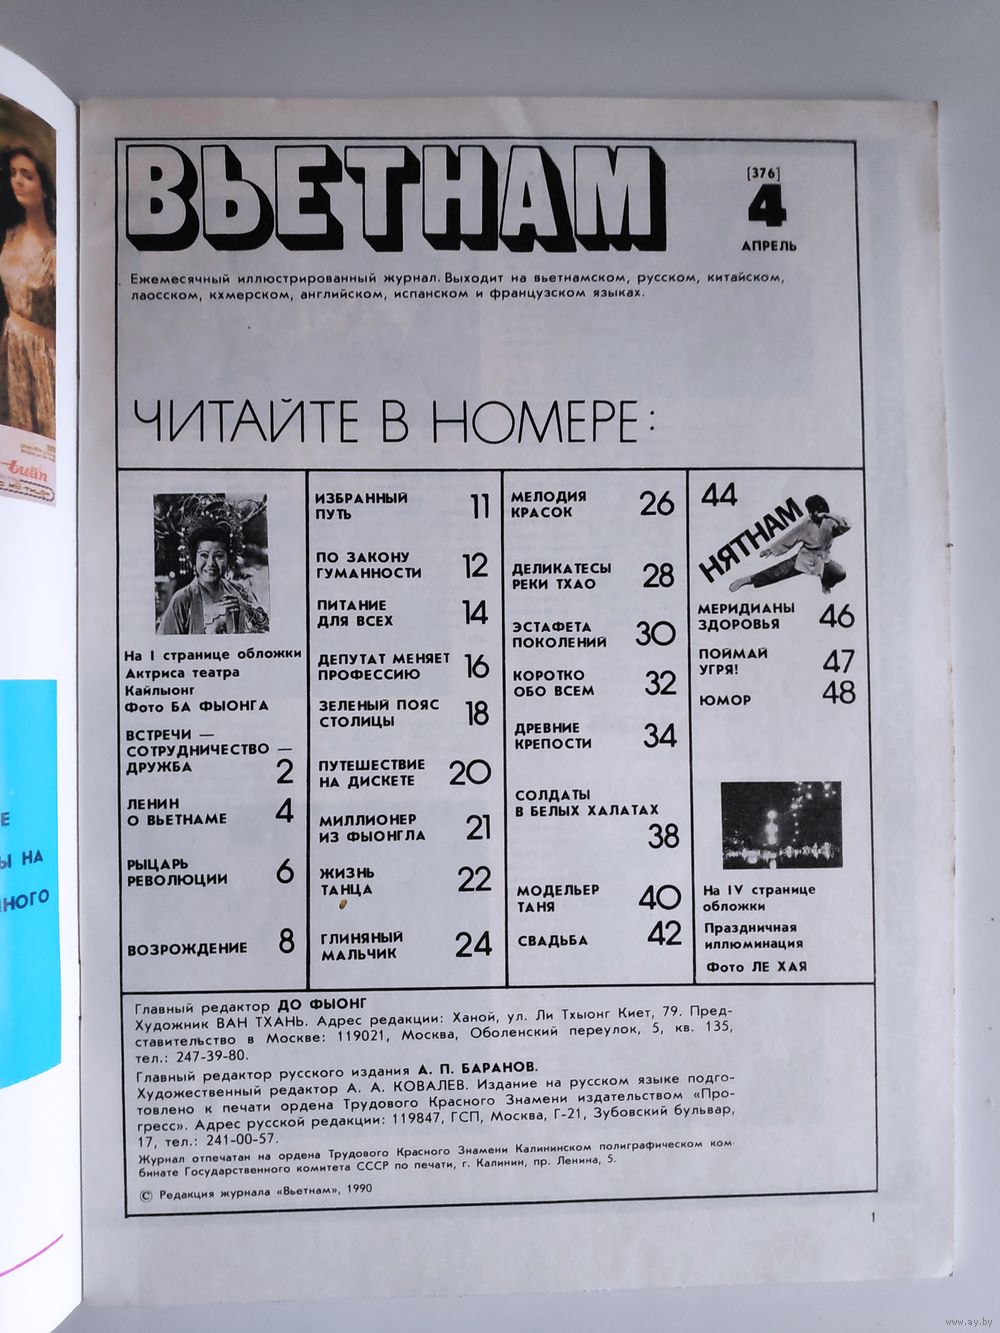 ВЬЕТНАМ
[376]
4
АПРЕЛЬ
Ежемесячный иллюстрированный журнал. Выходит на вьетнамском, русском, китайском,
лаосском, кхмерском, английском, испанском и французском языках.
ЧИТАЙТЕ В НОМЕРЕ:
На I странице обложки
Актриса театра
Кайлыонг
Фото БА ФЫОНГА
ВСТРЕЧИ —
СОТРУДНИЧЕСТВО —
ДРУЖБА 2
ЛЕНИН
О ВЬЕТНАМЕ 4
РЫЦАРЬ
РЕВОЛЮЦИИ 6
ВОЗРОЖДЕНИЕ 8
ИЗБРАННЫЙ
ПУТЬ 11
ПО ЗАКОНУ
ГУМАННОСТИ 12
ПИТАНИЕ
ДЛЯ ВСЕХ 14
ДЕПУТАТ МЕНЯЕТ
ПРОФЕССИЮ 16
ЗЕЛЕНЫЙ ПОЯС
СТОЛИЦЫ 18
ПУТЕШЕСТВИЕ
НА ДИСКЕТЕ 20
МИЛЛИОНЕР
ИЗ ФЫОНГЛА 21
ЖИЗНЬ
ТАНЦА 22
ГЛИНЯНЫЙ
МАЛЬЧИК 24
МЕЛОДИЯ
КРАСОК 26
ДЕЛИКАТЕСЫ
РЕКИ ТХАО 28
ЭСТАФЕТА
ПОКОЛЕНИЙ 30
КОРОТКО
ОБО ВСЕМ 32
ДРЕВНИЕ
КРЕПОСТИ 34
СОЛДАТЫ
В БЕЛЫХ ХАЛАТАХ
38
МОДЕЛЬЕР
ТАНЯ 40
СВАДЬБА 42
44
НЯТНАМ
МЕРИДИАНЫ
ЗДОРОВЬЯ 46
ПОЙМАЙ
УГРЯ! 47
ЮМОР 48
На IV странице
обложки
Праздничная
иллюминация
Фото ЛЕ ХАЯ
Главный редактор ДО ФЫОНГ
Художник ВАН ТХАНЬ. Адрес редакции: Ханой, ул. Ли Тхыонг Киет, 79. Пред-
ставительство в Москве: 119021, Москва, Оболенский переулок, 5, кв. 135,
тел.: 247-39-80.
Главный редактор русского издания А. П. БАРАНОВ.
Художественный редактор А. А. КОВАЛЕВ. Издание на русском языке подго-
товлено к печати ордена Трудового Красного Знамени издательством «Про-
гресс». Адрес русской редакции: 119847, ГСП, Москва, Г-21, Зубовский бульвар,
17, тел.: 241-00-57.
Журнал отпечатан на ордена Трудового Красного Знамени Калининском полиграфическом ком-
бинате Государственного комитета СССР по печати, г. Калинин, пр. Ленина, 5.
© Редакция журнала «Вьетнам», 1990
1
tuấn
Е
Ы НА
НОГО
www.ay.by